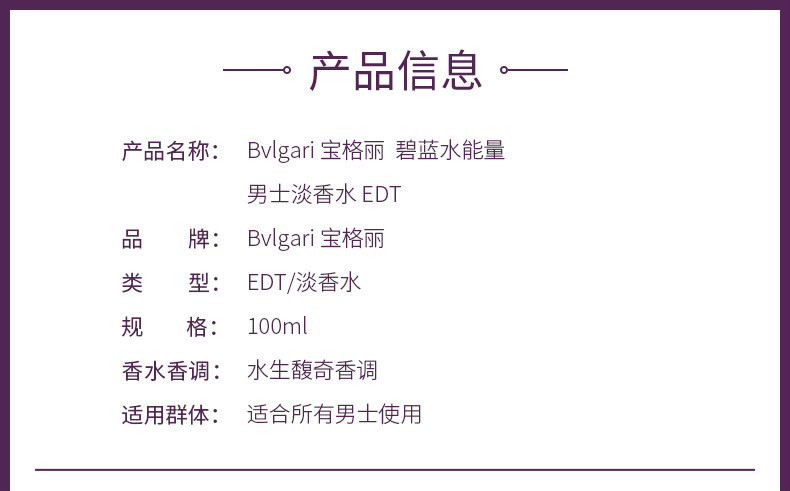 产品信息
产品名称： Bvlgari 宝格丽 碧蓝水能量
男士淡香水 EDT
品 牌： Bvlgari 宝格丽
类 型： EDT/淡香水
规 格： 100ml
香水香调： 水生馥奇香调
适用群体： 适合所有男士使用